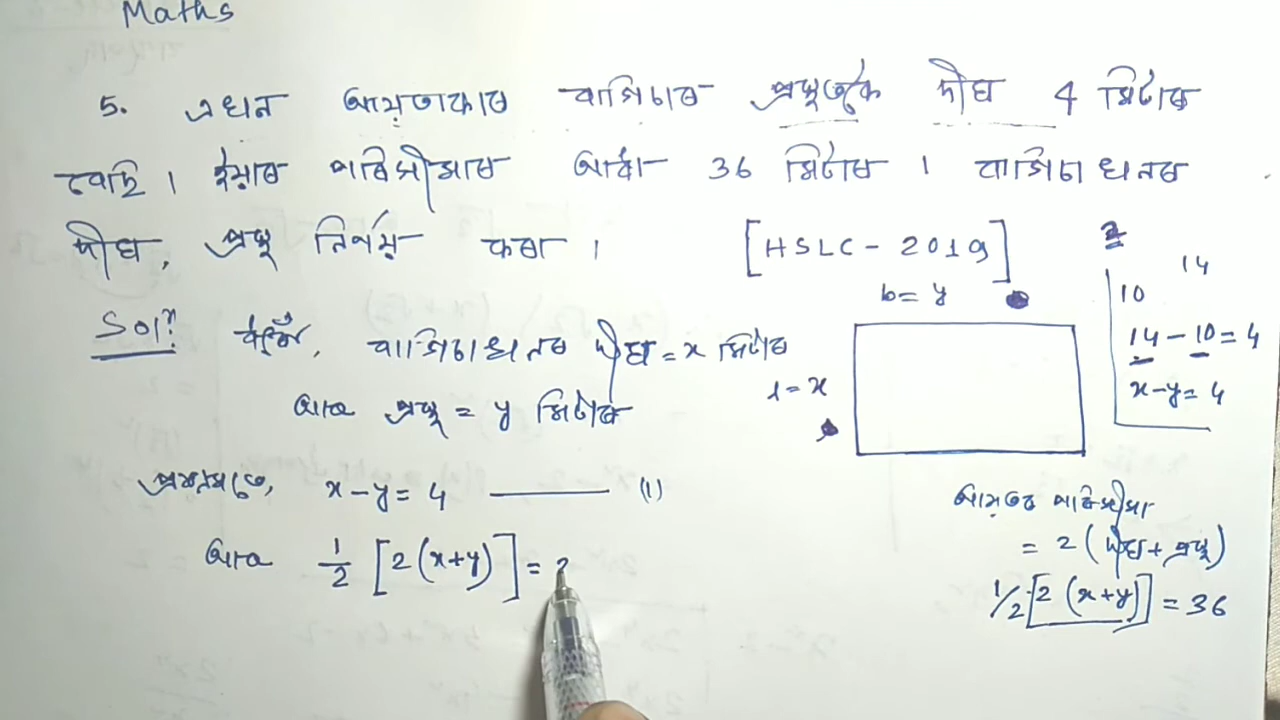 Maths
5. এখন আয়তাকাৰ বাগিচাৰ প্ৰস্থতকৈ দীঘ 4 মিটাৰ
বেছি । ইয়াৰ পৰিসীমাৰ আধা 36 মিটাৰ । বাগিচাখনৰ
দীঘ, প্ৰস্থ নিৰ্ণয় কৰা । [HSLC - 2019]
Solⁿ: ধৰোঁ, বাগিচাখনৰ দীঘ = x মিটাৰ
আৰু প্ৰস্থ = y মিটাৰ
প্ৰশ্নমতে, x-y = 4 ——— (1)
আৰু 1/2 [2(x+y)] =
b = y
l = x
14
10
14 - 10 = 4
x-y = 4
আয়তৰ পৰিসীমা
= 2 (দীঘ + প্ৰস্থ)
1/2 [2 (x+y)] = 36